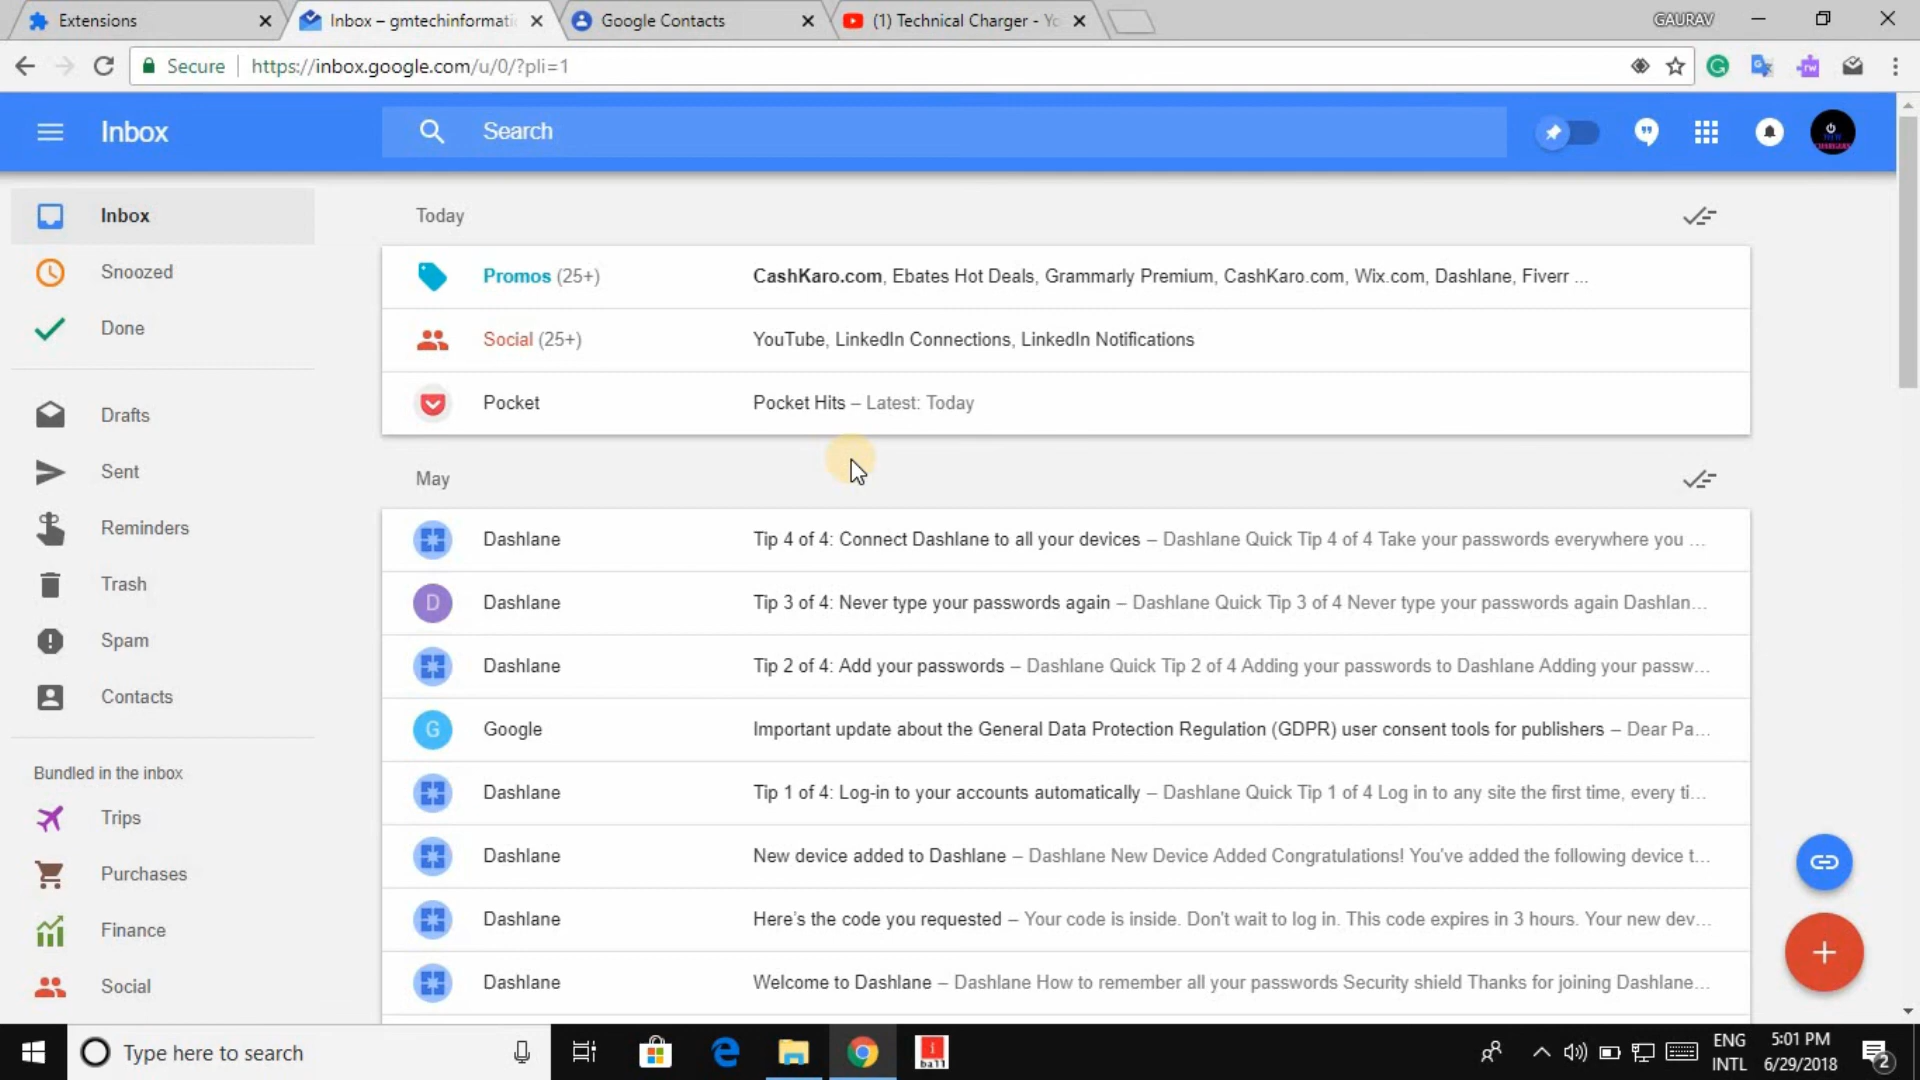 Extensions
Inbox – gmtechinformati
Google Contacts
(1) Technical Charger - Yo
GAURAV
Secure
https://inbox.google.com/u/0/?pli=1
Inbox
Search
Inbox
Snoozed
Done
Drafts
Sent
Reminders
Trash
Spam
Contacts
Bundled in the inbox
Trips
Purchases
Finance
Social
Today
Promos (25+)
CashKaro.com, Ebates Hot Deals, Grammarly Premium, CashKaro.com, Wix.com, Dashlane, Fiverr ...
Social (25+)
YouTube, LinkedIn Connections, LinkedIn Notifications
Pocket
Pocket Hits – Latest: Today
May
Dashlane
Tip 4 of 4: Connect Dashlane to all your devices – Dashlane Quick Tip 4 of 4 Take your passwords everywhere you ...
D
Dashlane
Tip 3 of 4: Never type your passwords again – Dashlane Quick Tip 3 of 4 Never type your passwords again Dashlan...
Dashlane
Tip 2 of 4: Add your passwords – Dashlane Quick Tip 2 of 4 Adding your passwords to Dashlane Adding your passw...
G
Google
Important update about the General Data Protection Regulation (GDPR) user consent tools for publishers – Dear Pa...
Dashlane
Tip 1 of 4: Log-in to your accounts automatically – Dashlane Quick Tip 1 of 4 Log in to any site the first time, every ti...
Dashlane
New device added to Dashlane – Dashlane New Device Added Congratulations! You've added the following device t...
Dashlane
Here's the code you requested – Your code is inside. Don't wait to log in. This code expires in 3 hours. Your new dev...
Dashlane
Welcome to Dashlane – Dashlane How to remember all your passwords Security shield Thanks for joining Dashlane...
Type here to search
ball
ENG
INTL
5:01 PM
6/29/2018
2